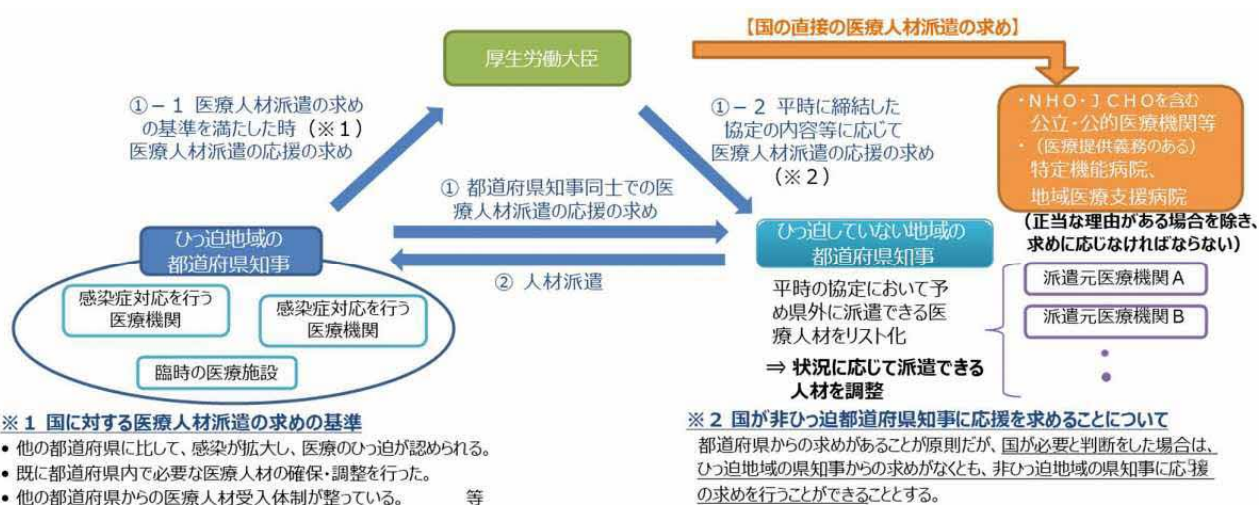 【国の直接の医療人材派遣の求め】
厚生労働大臣
①－１ 医療人材派遣の求め
の基準を満たした時（※１）
医療人材派遣の応援の求め
①－２ 平時に締結した
協定の内容等に応じて
医療人材派遣の応援の求め
（※２）
・ＮＨＯ・ＪＣＨＯを含む
公立・公的医療機関等
・（医療提供義務のある）
特定機能病院、
地域医療支援病院
（正当な理由がある場合を除き、
求めに応じなければならない）
① 都道府県知事同士での医
療人材派遣の応援の求め
② 人材派遣
ひっ迫地域の
都道府県知事
感染症対応を行う
医療機関
感染症対応を行う
医療機関
臨時の医療施設
ひっ迫していない地域の
都道府県知事
平時の協定において予
め県外に派遣できる医
療人材をリスト化
⇒ 状況に応じて派遣できる
人材を調整
派遣元医療機関Ａ
派遣元医療機関Ｂ
※１ 国に対する医療人材派遣の求めの基準
• 他の都道府県に比して、感染が拡大し、医療のひっ迫が認められる。
• 既に都道府県内で必要な医療人材の確保・調整を行った。
• 他の都道府県からの医療人材受入体制が整っている。 等
※２ 国が非ひっ迫都道府県知事に応援を求めることについて
都道府県からの求めがあることが原則だが、国が必要と判断をした場合は、
ひっ迫地域の県知事からの求めがなくとも、非ひっ迫地域の県知事に応援
の求めを行うことができることとする。